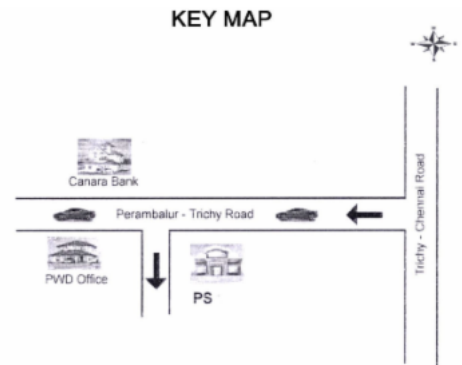 KEY MAP
Canara Bank
Perambalur - Trichy Road
Trichy - Chennai Road
PWD Office
PS